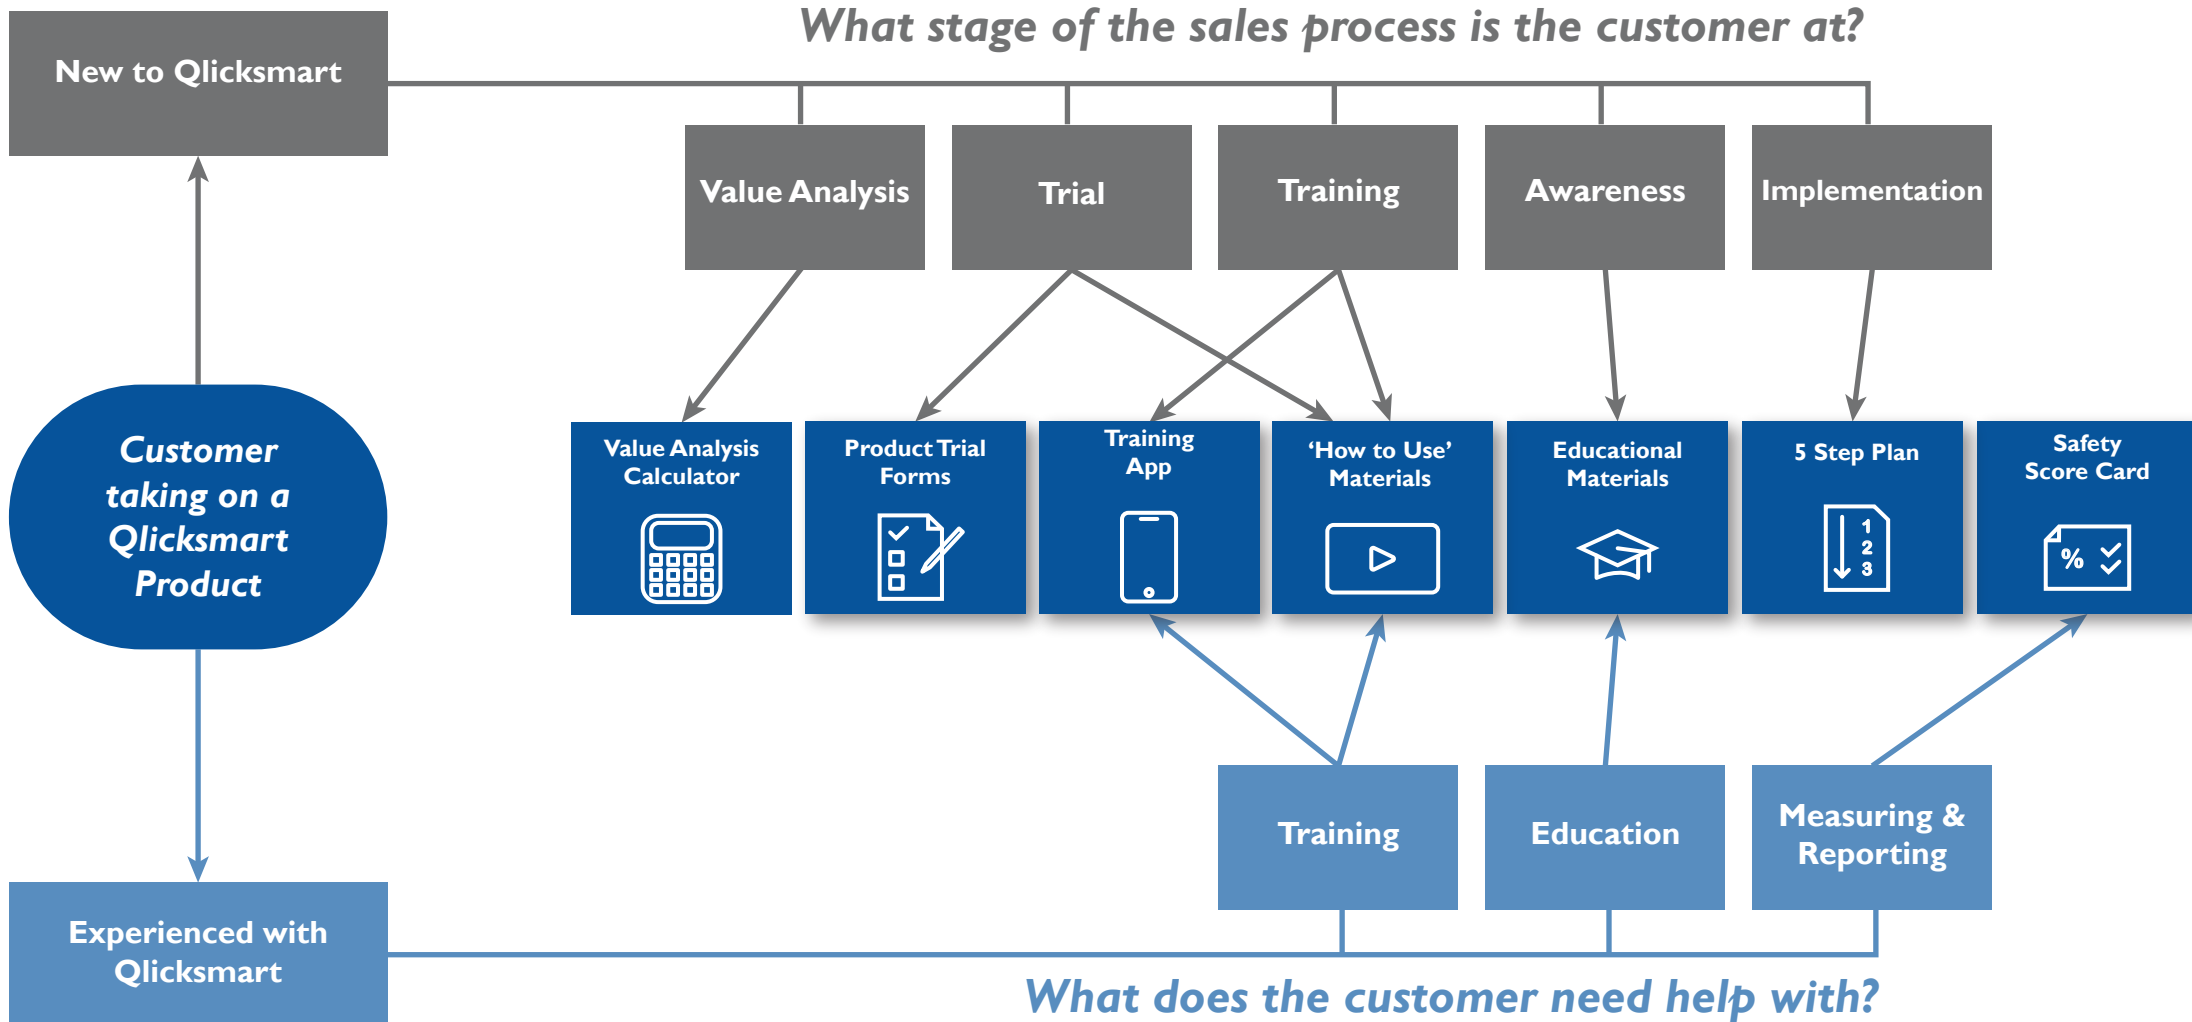 What stage of the sales process is the customer at?
New to Qlicksmart
Value Analysis
Trial
Training
Awareness
Implementation
Customer
taking on a
Qlicksmart
Product
Value Analysis
Calculator
Product Trial
Forms
Training
App
‘How to Use’
Materials
Educational
Materials
5 Step Plan
1
2
3
Safety
Score Card
%
Training
Education
Measuring &
Reporting
Experienced with
Qlicksmart
What does the customer need help with?